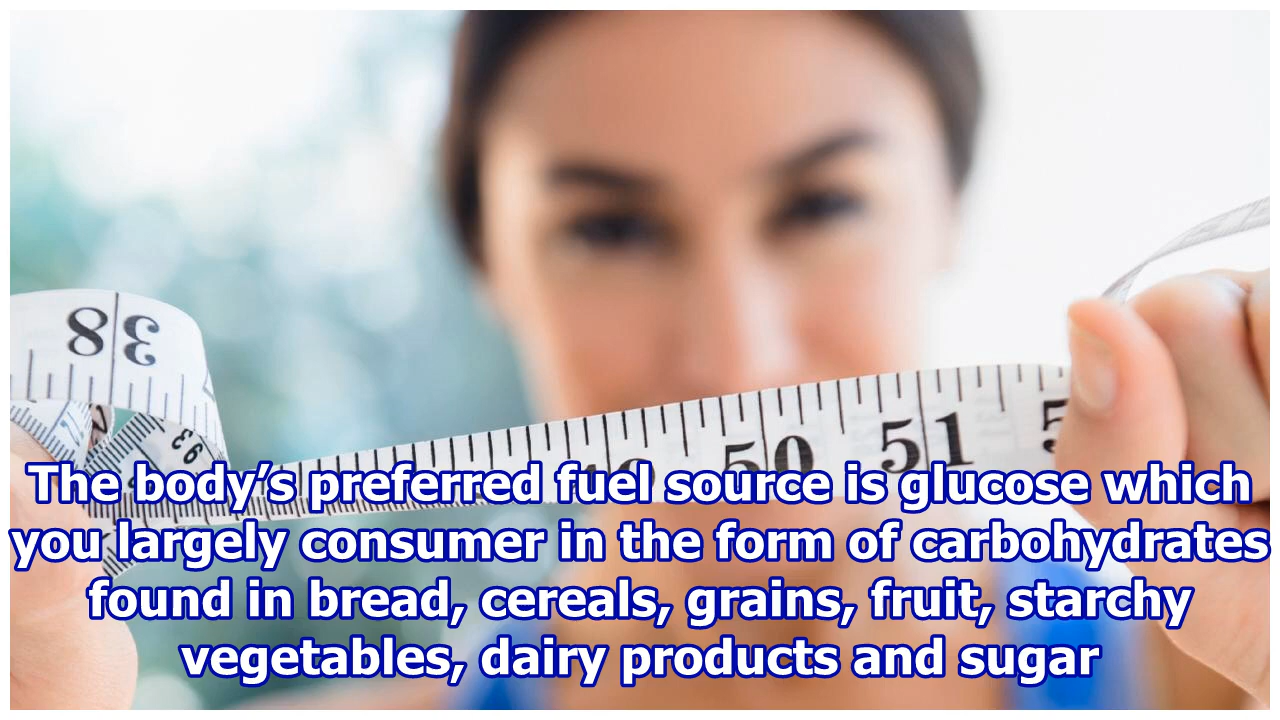 38
93
50 51
The body’s preferred fuel source is glucose which
you largely consumer in the form of carbohydrates
found in bread, cereals, grains, fruit, starchy
vegetables, dairy products and sugar